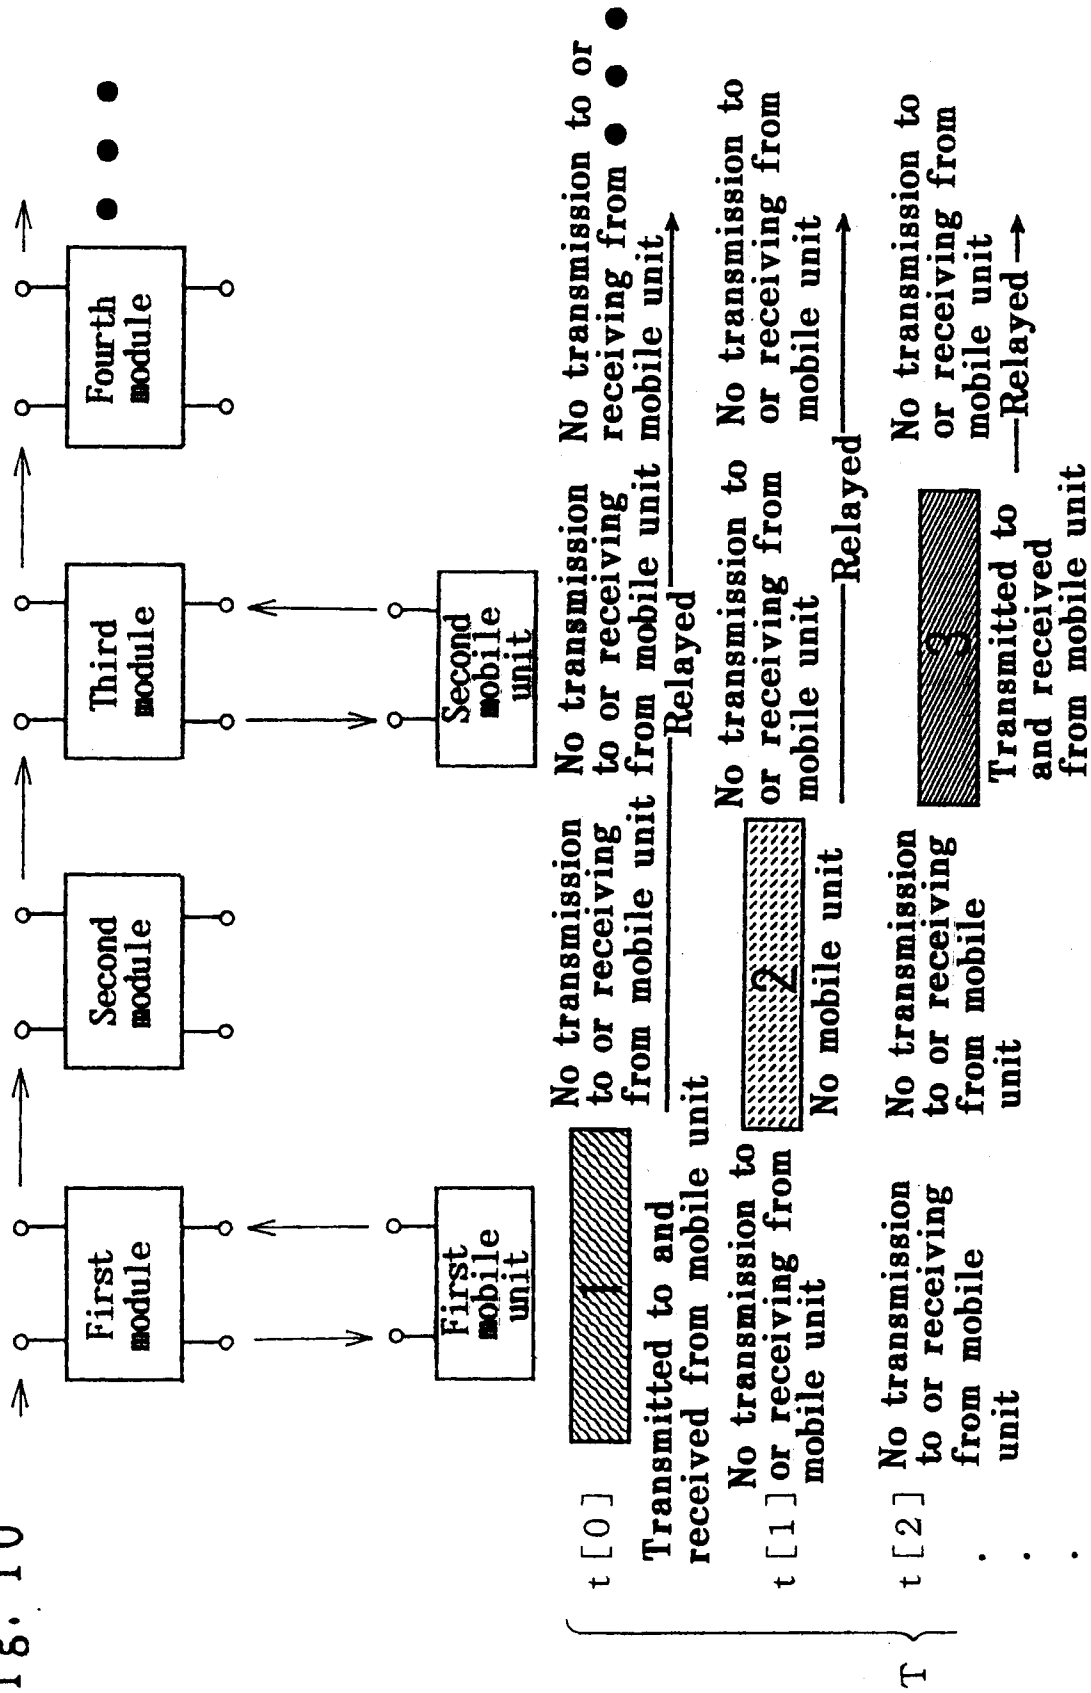 ig. 10
First
module
Second
module
Third
module
Fourth
module
First
mobile
unit
Second
mobile
unit
T
t [0]
1
Transmitted to and
received from mobile unit
No transmission
to or receiving
from mobile unit
No transmission
to or receiving
from mobile unit
No transmission to or
receiving from
mobile unit
Relayed
t [1]
No transmission to
or receiving from
mobile unit
2
No mobile unit
No transmission to
or receiving from
mobile unit
No transmission to
or receiving from
mobile unit
Relayed
t [2]
No transmission
to or receiving
from mobile
unit
No transmission
to or receiving
from mobile
unit
3
Transmitted to
and received
from mobile unit
No transmission to
or receiving from
mobile unit
Relayed